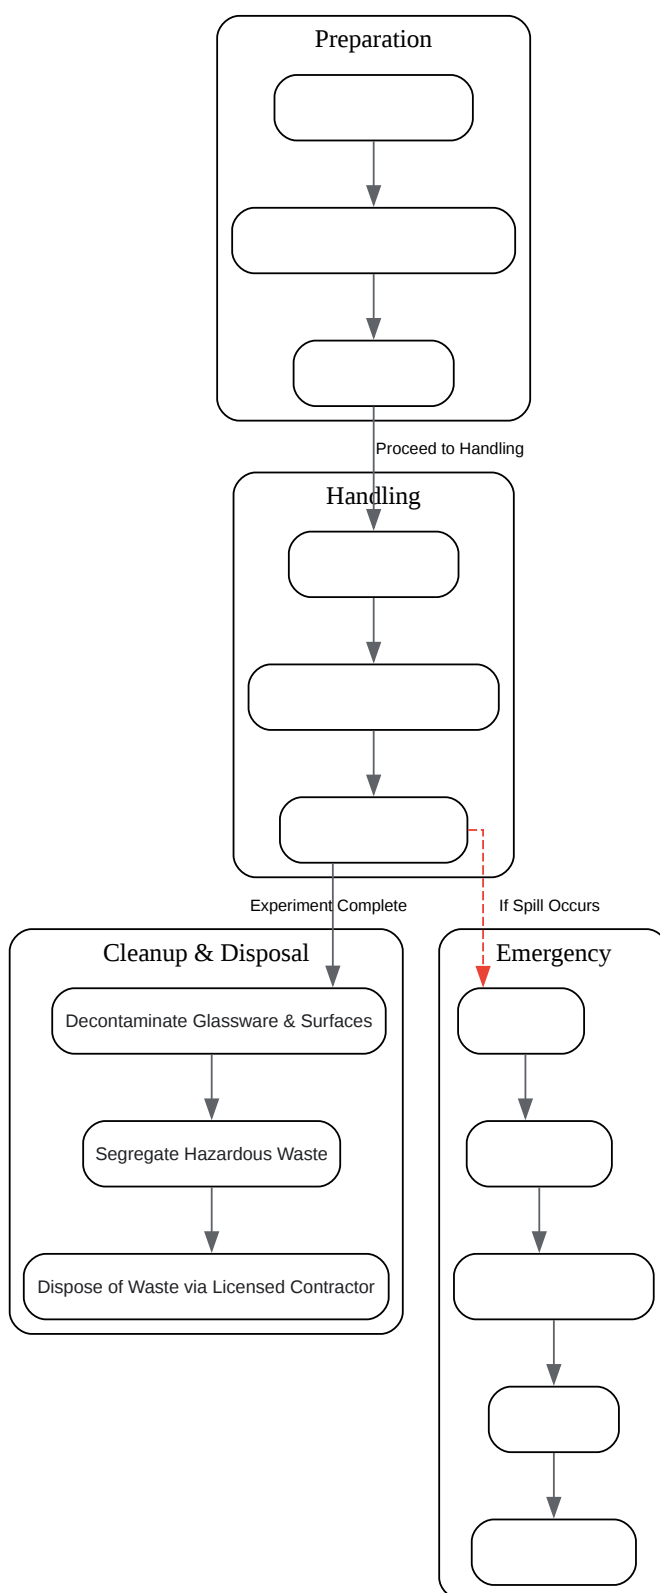 Preparation
Proceed to Handling
Handling
Experiment Complete
If Spill Occurs
Cleanup & Disposal
Emergency
Decontaminate Glassware & Surfaces
Segregate Hazardous Waste
Dispose of Waste via Licensed Contractor